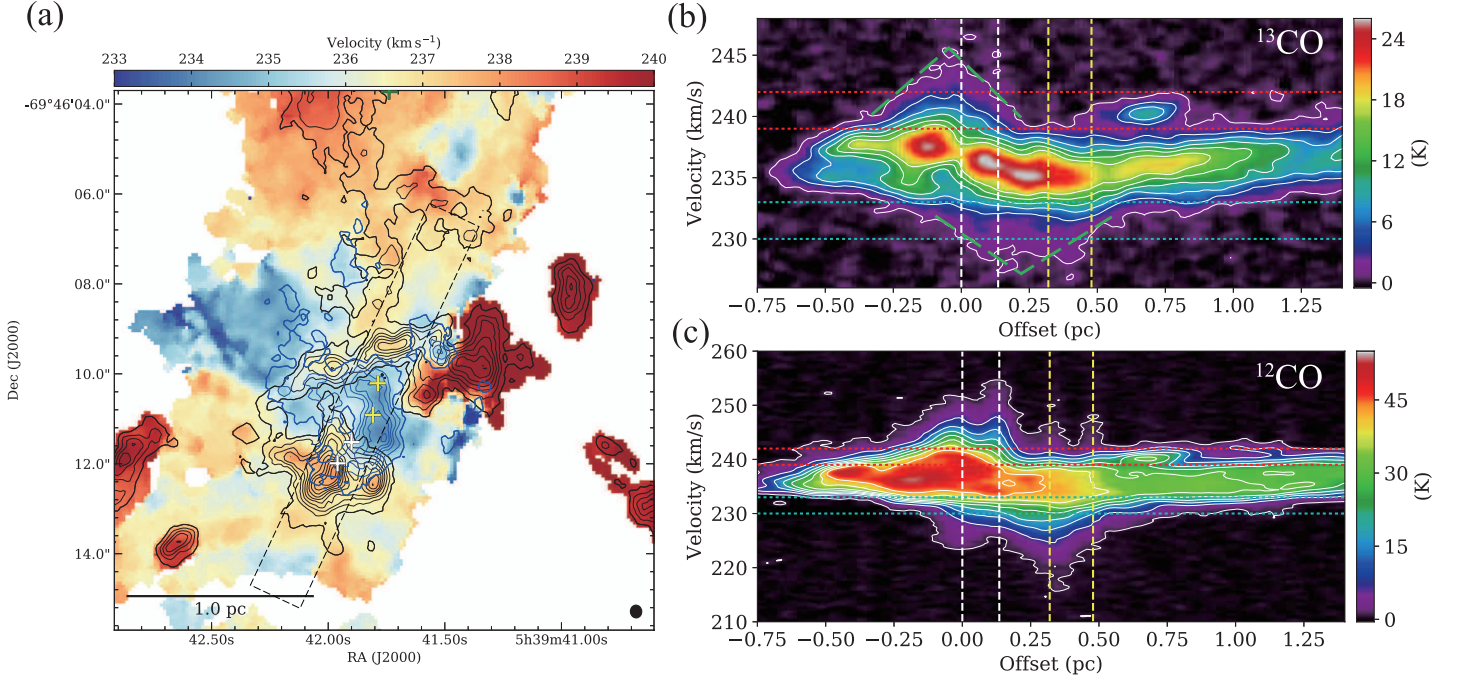 (a)
Velocity (km s⁻¹)
233 234 235 236 237 238 239 240
-69°46'04.0"
06.0"
08.0"
10.0"
12.0"
14.0"
Dec (J2000)
1.0 pc
42.50s 42.00s 41.50s 5h39m41.00s
RA (J2000)
(b)
¹³CO
245
240
235
230
Velocity (km/s)
−0.75 −0.50 −0.25 0.00 0.25 0.50 0.75 1.00 1.25
Offset (pc)
24
18
12
6
0
(K)
(c)
¹²CO
260
250
240
230
220
210
Velocity (km/s)
−0.75 −0.50 −0.25 0.00 0.25 0.50 0.75 1.00 1.25
Offset (pc)
45
30
15
0
(K)